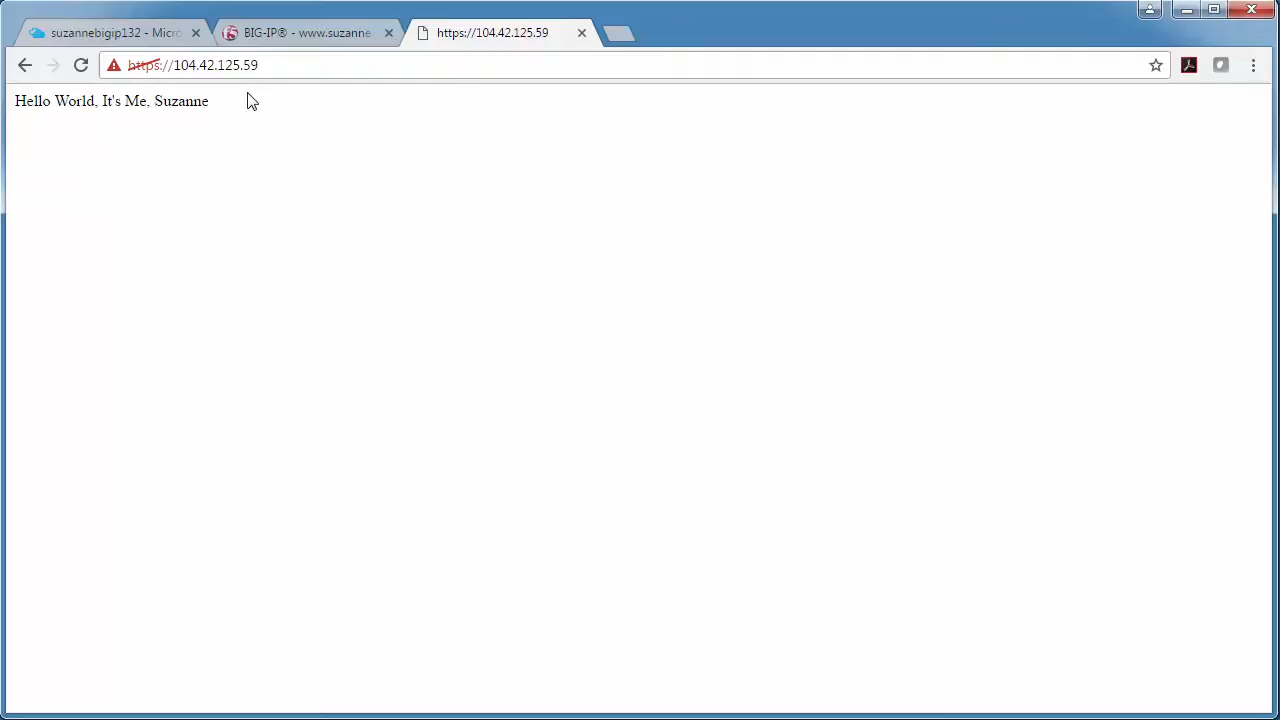 suzannebigip132 - Micro
BIG-IP® - www.suzanne
https://104.42.125.59
https://104.42.125.59
Hello World, It's Me, Suzanne